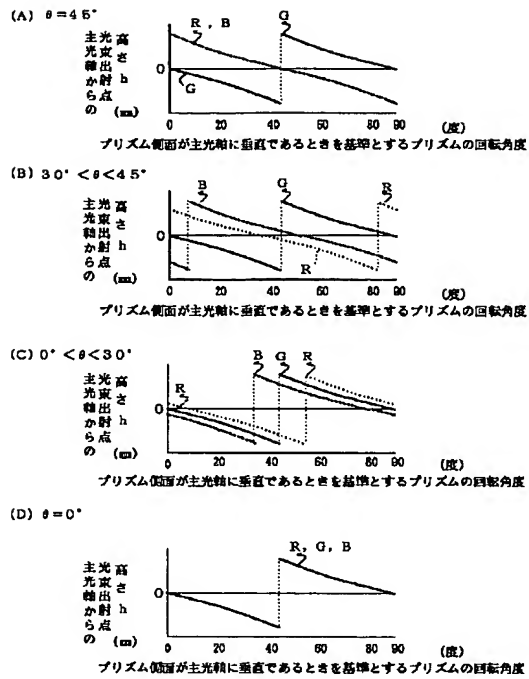 (A) θ=45°
主光軸からの
光束出射点
高さh
(mm)
R, B
G
G
0
0 20 40 60 80 90
(度)
プリズム側面が主光軸に垂直であるときを基準とするプリズムの回転角度
(B) 30°<θ<45°
主光軸からの
光束出射点
高さh
(mm)
B
G
R
R
0
0 20 40 60 80 90
(度)
プリズム側面が主光軸に垂直であるときを基準とするプリズムの回転角度
(C) 0°<θ<30°
主光軸からの
光束出射点
高さh
(mm)
R
B G R
0
0 20 40 60 80 90
(度)
プリズム側面が主光軸に垂直であるときを基準とするプリズムの回転角度
(D) θ=0°
主光軸からの
光束出射点
高さh
(mm)
R, G, B
0
0 20 40 60 80 90
(度)
プリズム側面が主光軸に垂直であるときを基準とするプリズムの回転角度